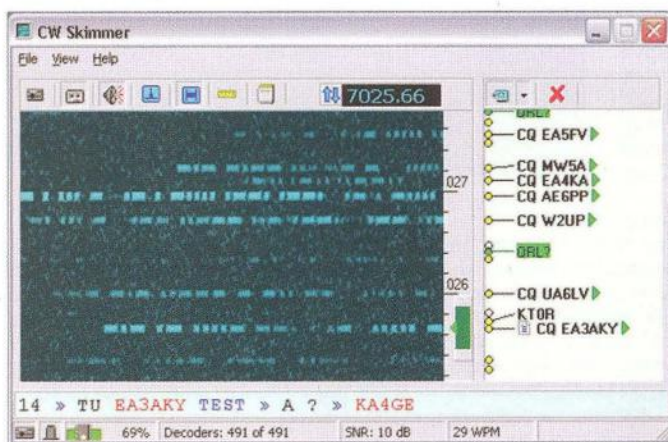 CW Skimmer
File View Help
7025.66
QRL?
CQ EA5FV
CQ MW5A
CQ EA4KA
027
CQ AE6PP
CQ W2UP
QRL?
026
CQ UA6LV
KT0R
CQ EA3AKY
14 » TU EA3AKY TEST » A ? » KA4GE
69% Decoders: 491 of 491 SNR: 10 dB 29 WPM